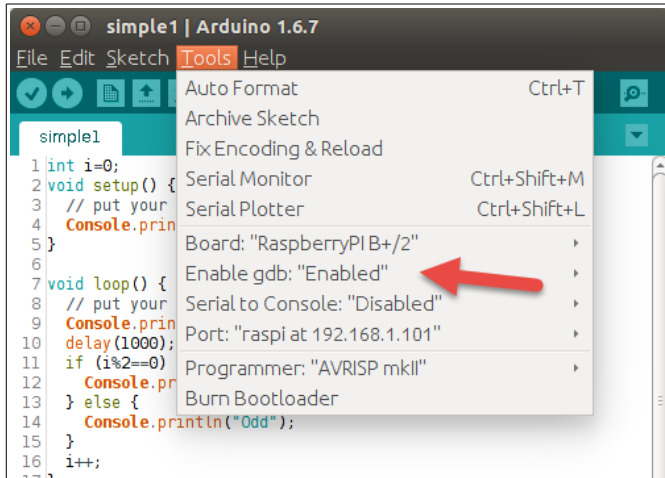 simple1 | Arduino 1.6.7
File Edit Sketch Tools Help
Auto Format Ctrl+T
Archive Sketch
Fix Encoding & Reload
Serial Monitor Ctrl+Shift+M
Serial Plotter Ctrl+Shift+L
Board: "RaspberryPI B+/2"
Enable gdb: "Enabled"
Serial to Console: "Disabled"
Port: "raspi at 192.168.1.101"
Programmer: "AVRISP mkII"
Burn Bootloader
simple1
1 int i=0;
2 void setup() {
3 // put your
4 Console.prin
5 }
6
7 void loop() {
8 // put your
9 Console.prin
10 delay(1000);
11 if (i%2==0)
12 Console.pr
13 } else {
14 Console.println("Odd");
15 }
16 i++;